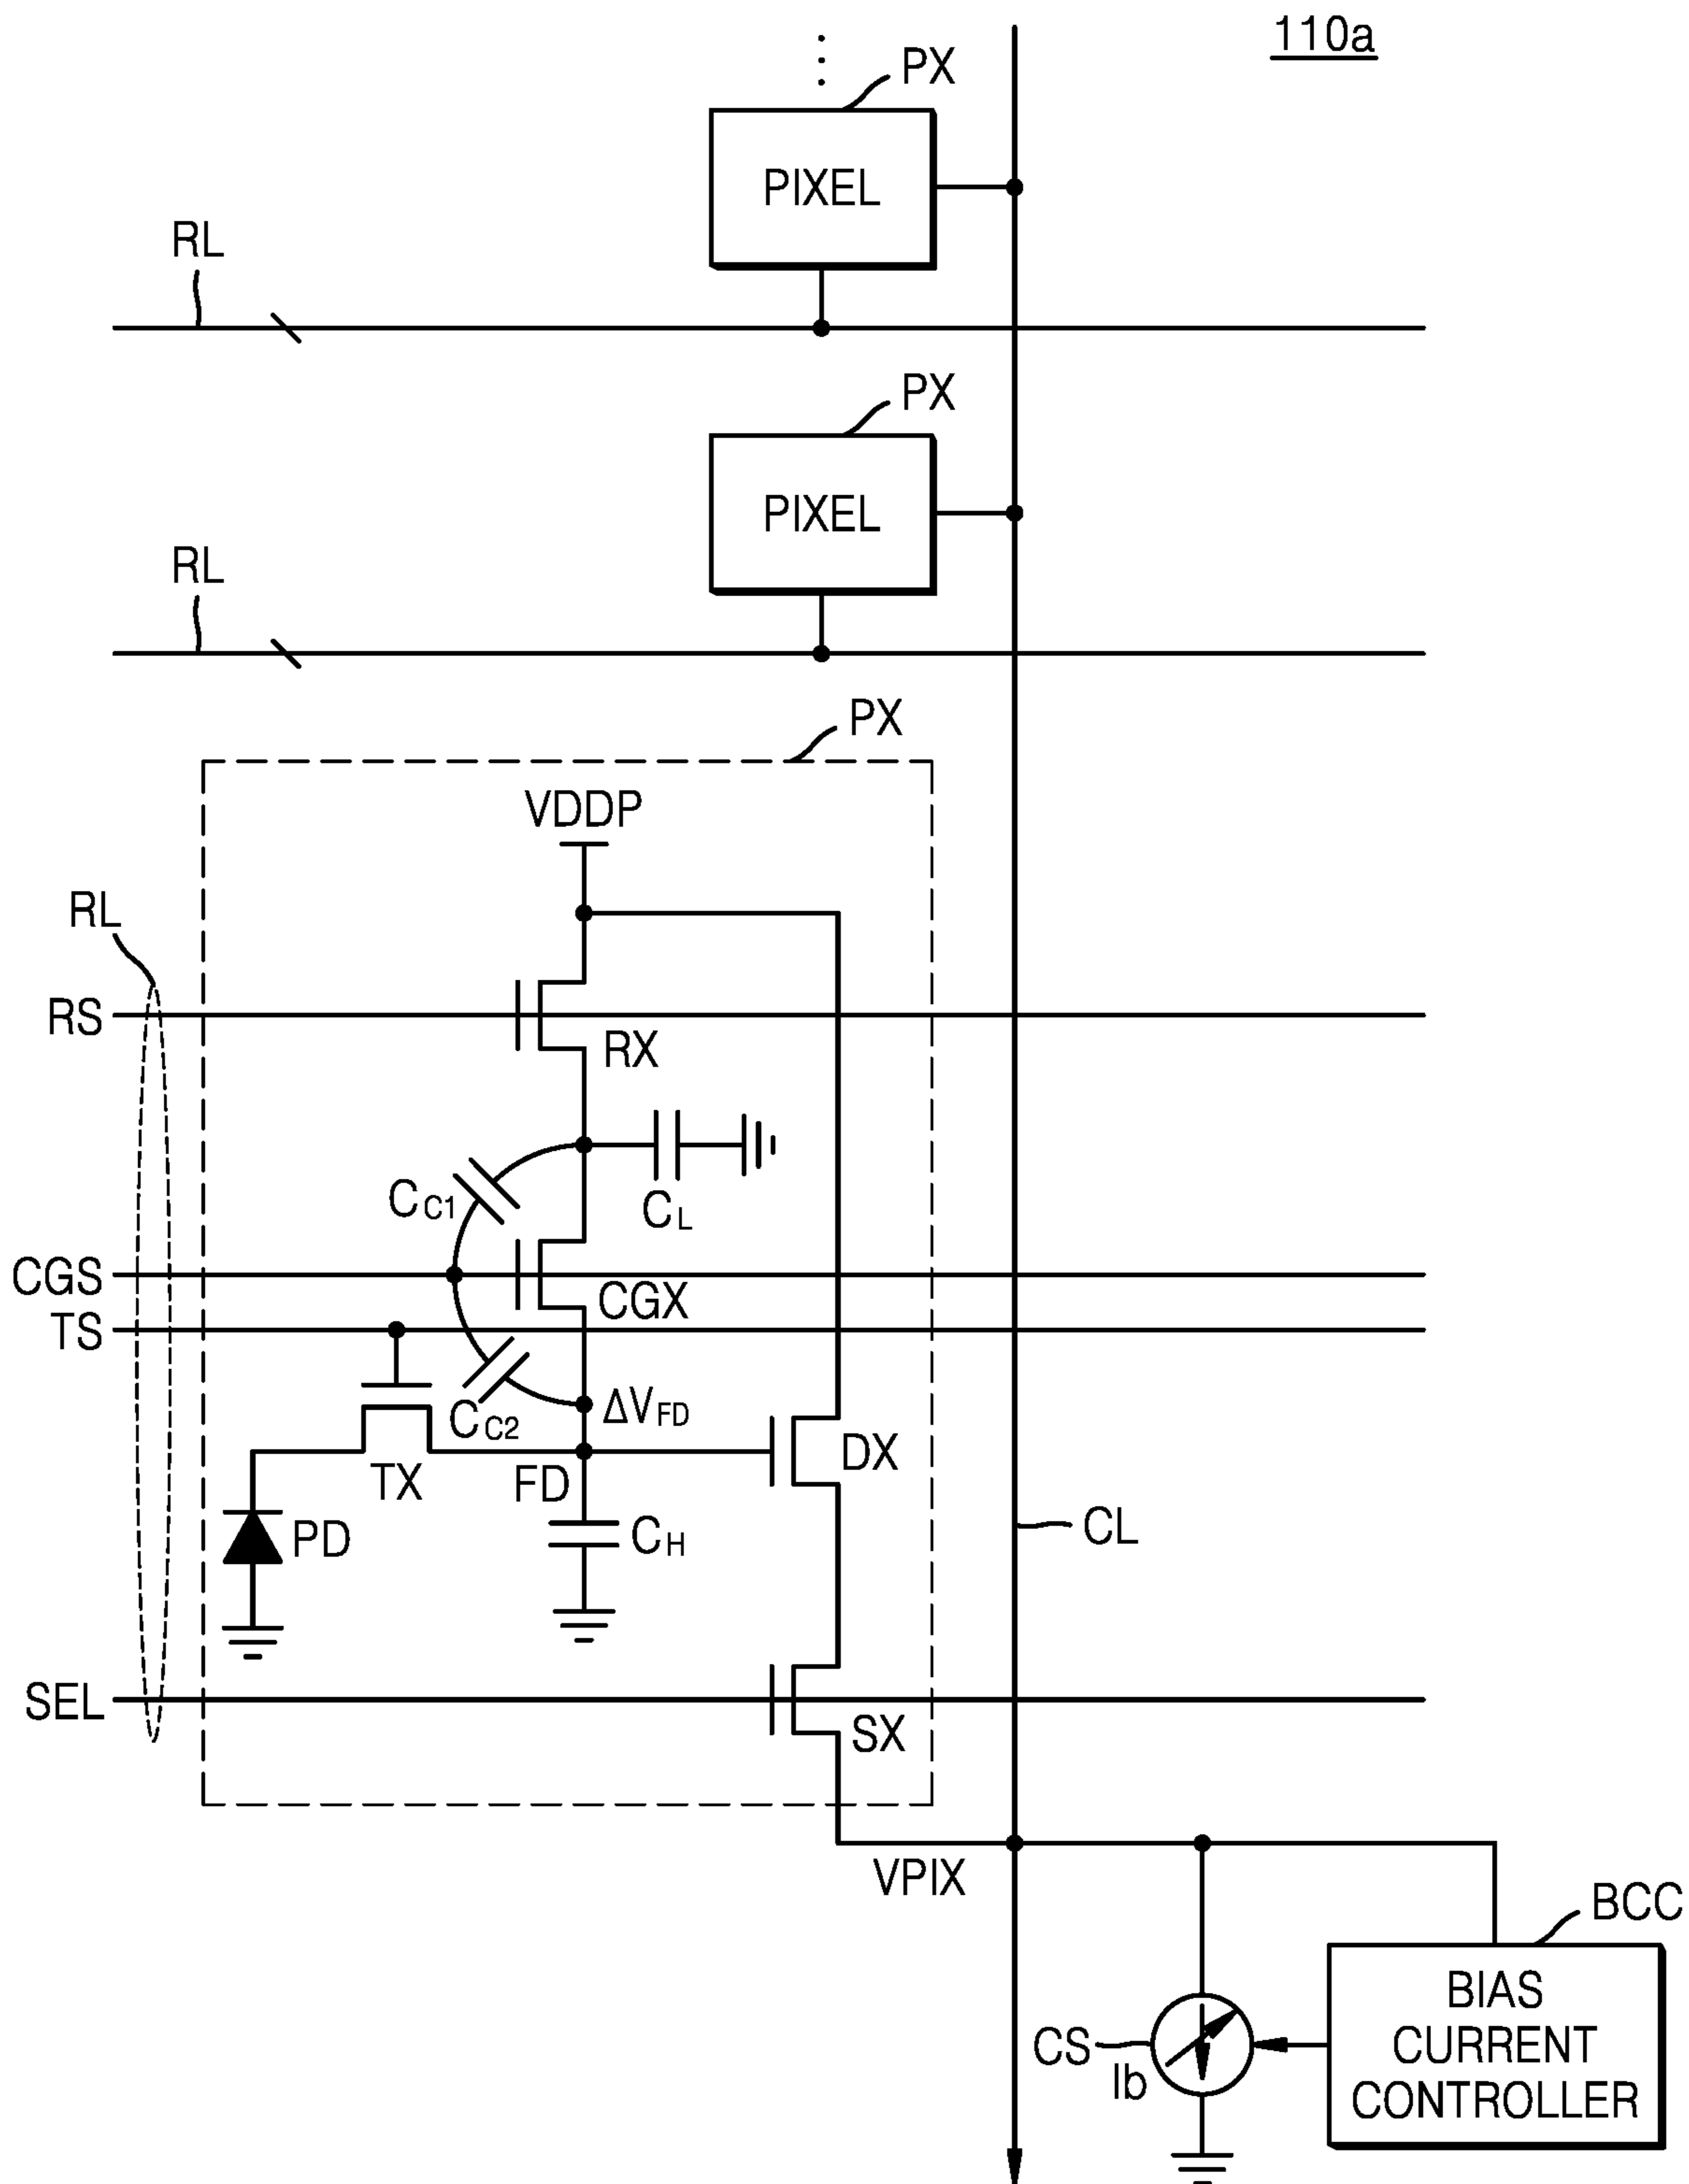 110a
PX
PIXEL
RL
PX
PIXEL
RL
PX
VDDP
RL
RS
RX
CC1
CL
CGS
CGX
TS
ΔVFD
CC2
DX
TX
FD
PD
CH
CL
SEL
SX
VPIX
BCC
BIAS
CURRENT
CONTROLLER
CS
Ib